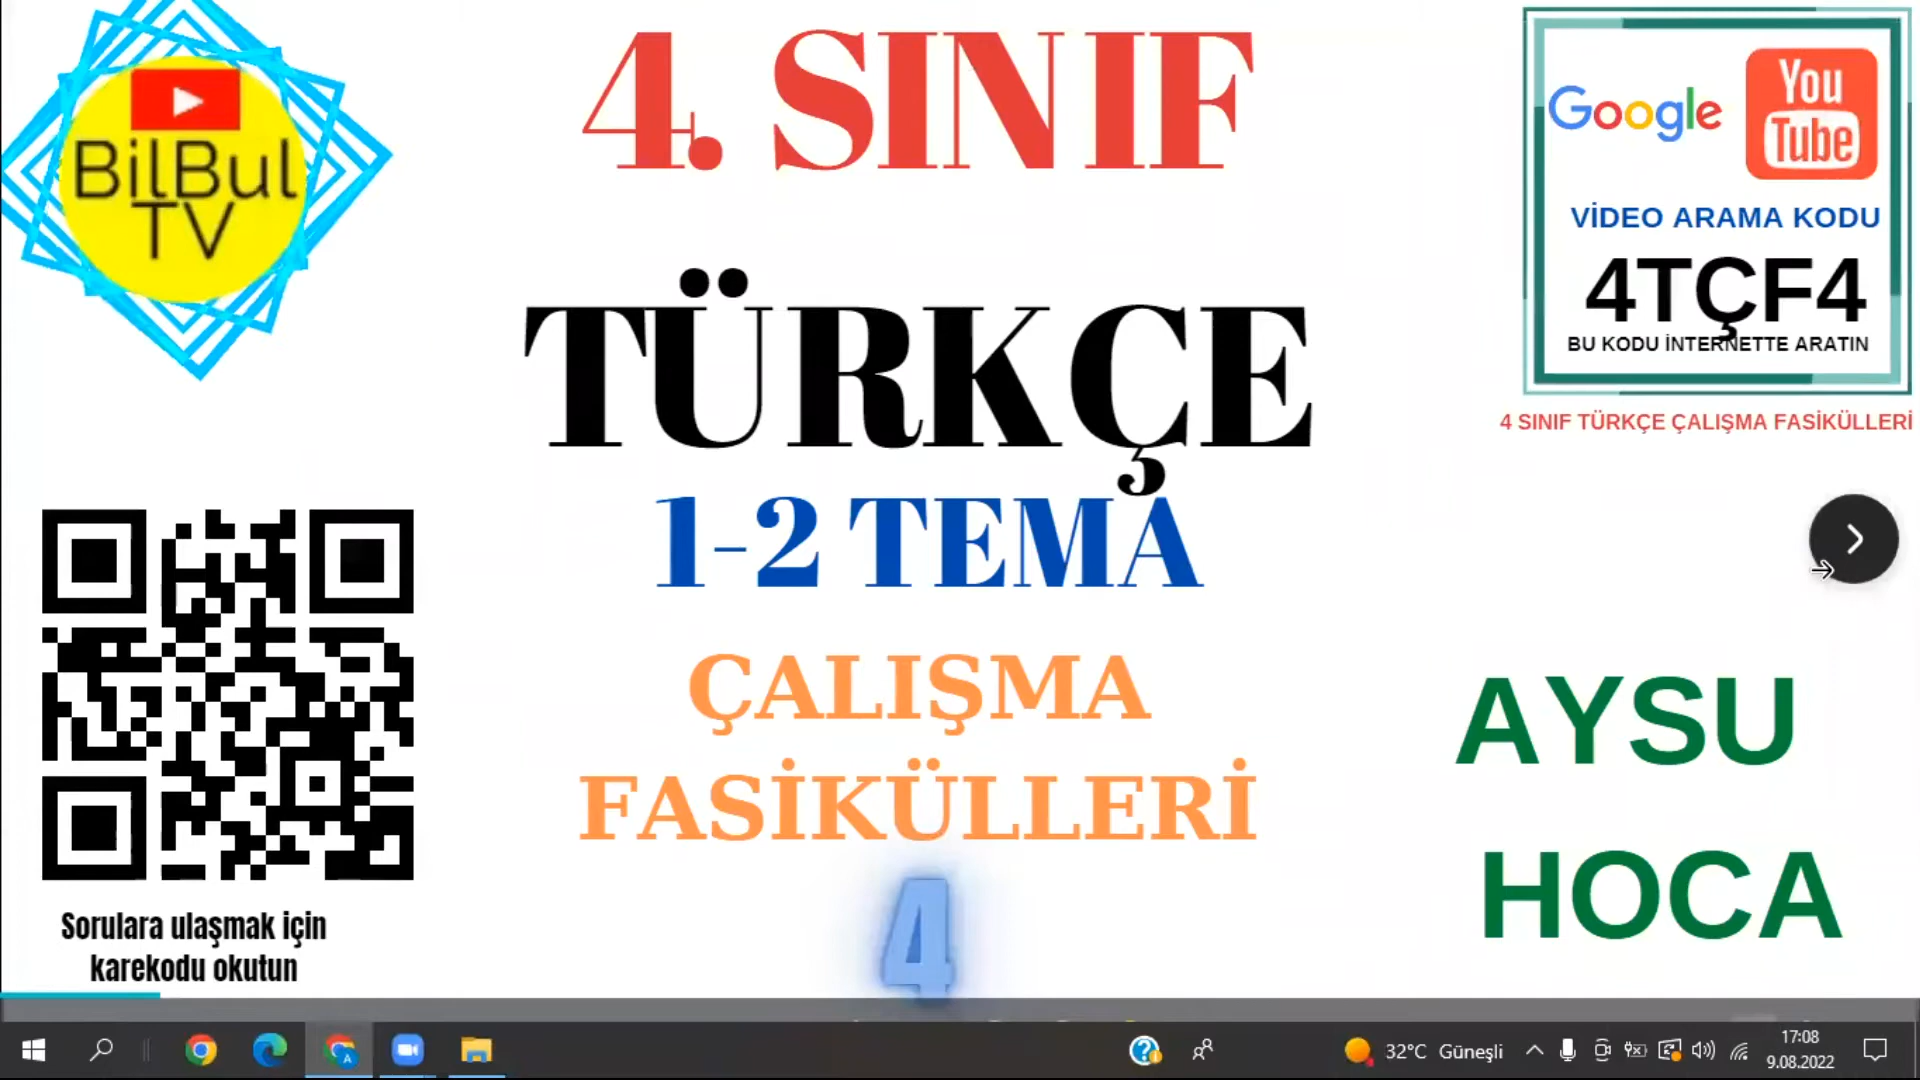 BilBul
TV
4. SINIF
TÜRKÇE
1-2 TEMA
ÇALIŞMA
FASİKÜLLERİ
4
Google
You
Tube
VİDEO ARAMA KODU
4TÇF4
BU KODU İNTERNETTE ARATIN
4 SINIF TÜRKÇE ÇALIŞMA FASİKÜLLERİ
AYSU
HOCA
Sorulara ulaşmak için
karekodu okutun
32°C Güneşli
17:08
9.08.2022